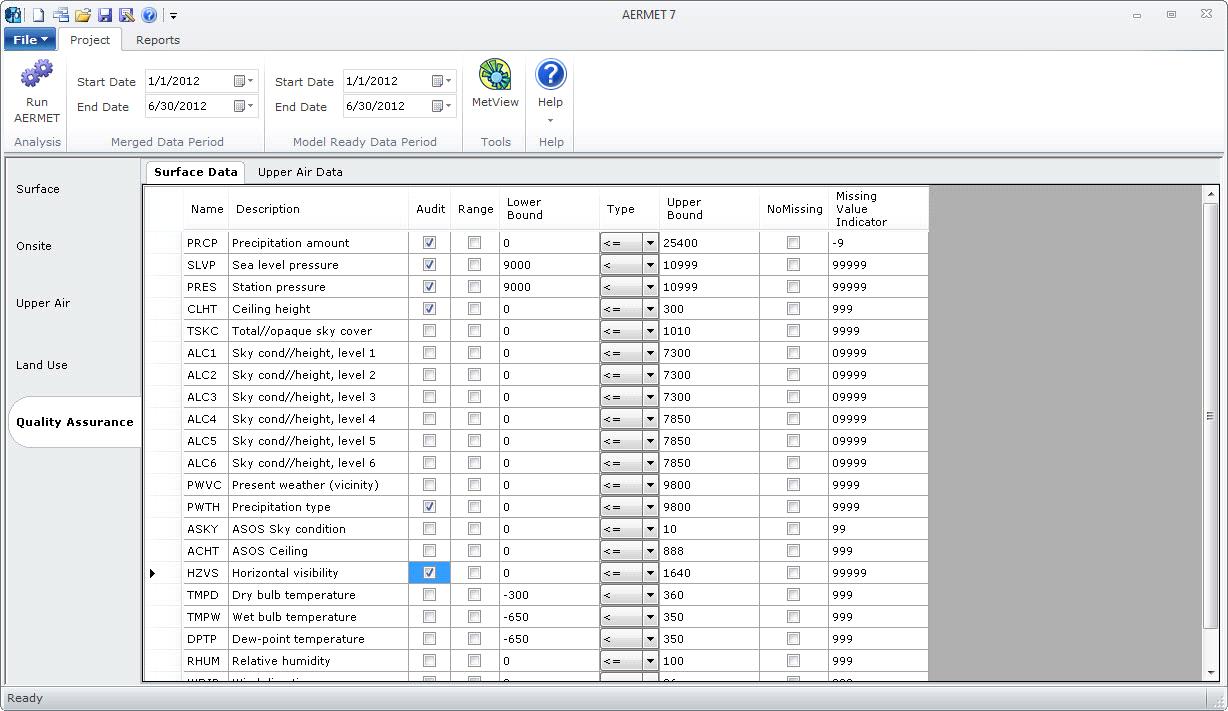 AERMET 7
File Project Reports
Start Date 1/1/2012 Start Date 1/1/2012
End Date 6/30/2012 End Date 6/30/2012
Run AERMET
MetView
Help
Analysis Merged Data Period Model Ready Data Period Tools Help
Surface
Onsite
Upper Air
Land Use
Quality Assurance
Surface Data Upper Air Data
Name Description Audit Range Lower Bound Type Upper Bound NoMissing Missing Value Indicator
PRCP Precipitation amount 0 <= 25400 -9
SLVP Sea level pressure 9000 < 10999 99999
PRES Station pressure 9000 < 10999 99999
CLHT Ceiling height 0 <= 300 999
TSKC Total//opaque sky cover 0 <= 1010 9999
ALC1 Sky cond//height, level 1 0 <= 7300 09999
ALC2 Sky cond//height, level 2 0 <= 7300 09999
ALC3 Sky cond//height, level 3 0 <= 7300 09999
ALC4 Sky cond//height, level 4 0 <= 7850 09999
ALC5 Sky cond//height, level 5 0 <= 7850 09999
ALC6 Sky cond//height, level 6 0 <= 7850 09999
PWVC Present weather (vicinity) 0 <= 9800 9999
PWTH Precipitation type 0 <= 9800 9999
ASKY ASOS Sky condition 0 <= 10 99
ACHT ASOS Ceiling 0 <= 888 999
HZVS Horizontal visibility 0 <= 1640 99999
TMPD Dry bulb temperature -300 < 360 999
TMPW Wet bulb temperature -650 < 350 999
DPTP Dew-point temperature -650 < 350 999
RHUM Relative humidity 0 <= 100 999
Ready